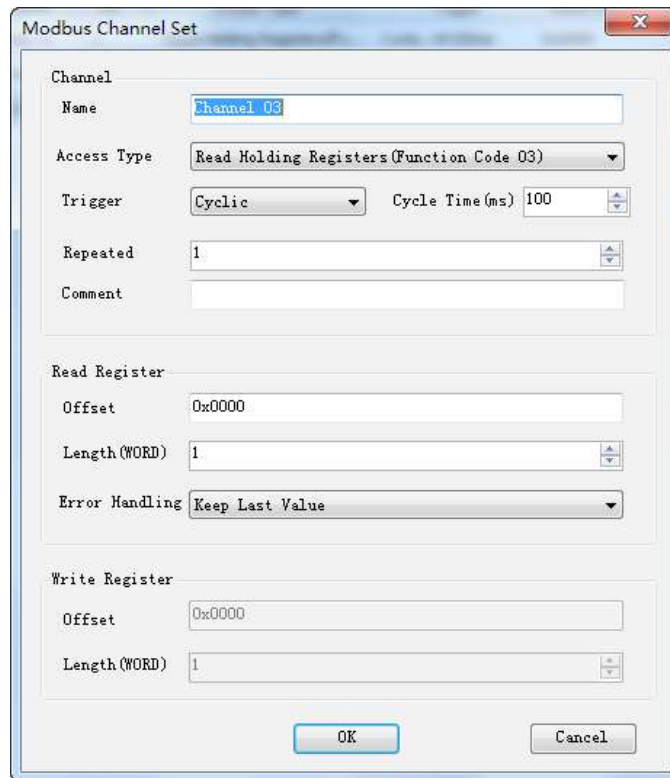 Modbus Channel Set
Channel
Name Channel 03
Access Type Read Holding Registers(Function Code 03)
Trigger Cyclic Cycle Time(ms) 100
Repeated 1
Comment
Read Register
Offset 0x0000
Length(WORD) 1
Error Handling Keep Last Value
Write Register
Offset 0x0000
Length(WORD) 1
OK Cancel